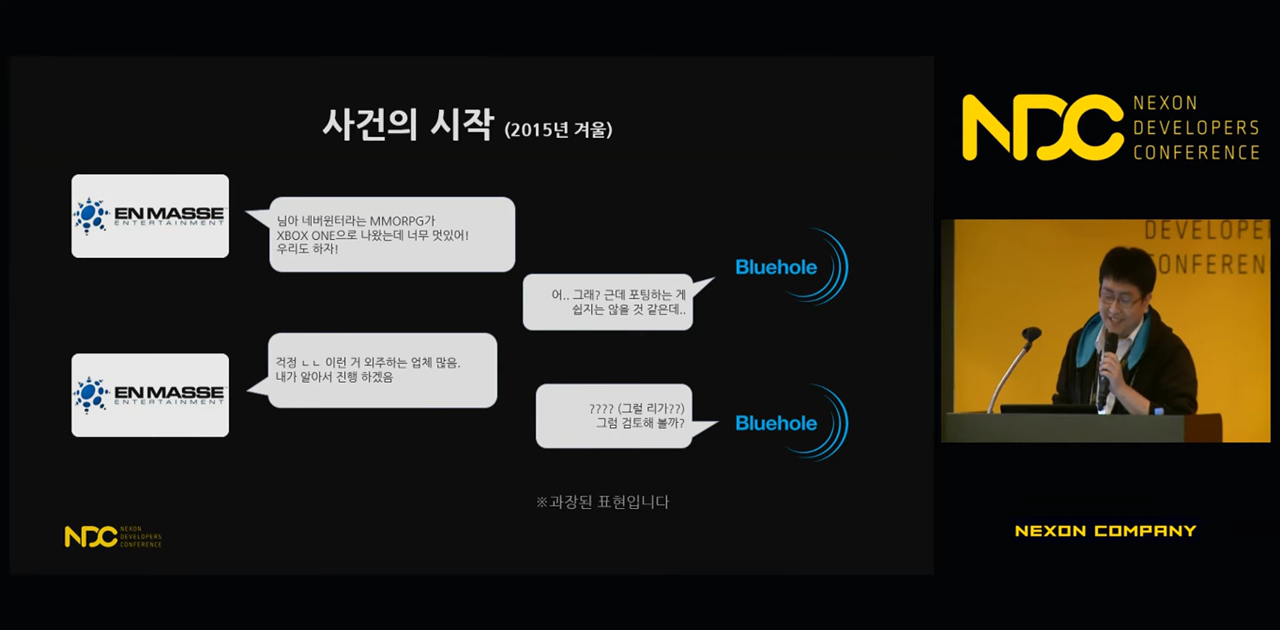 사건의 시작 (2015년 겨울)
EN MASSE
ENTERTAINMENT
님아 네버윈터라는 MMORPG가
XBOX ONE으로 나왔는데 너무 멋있어!
우리도 하자!
Bluehole
어.. 그래? 근데 포팅하는 게
쉽지는 않을 것 같은데..
EN MASSE
ENTERTAINMENT
걱정 ㄴㄴ 이런 거 외주하는 업체 많음.
내가 알아서 진행 하겠음
Bluehole
???? (그럴 리가??)
그럼 검토해 볼까?
※과장된 표현입니다
NDC
NEXON
DEVELOPERS
CONFERENCE
NDC
NEXON
DEVELOPERS
CONFERENCE
DEVELOPE
CONFEREN
NEXON COMPANY